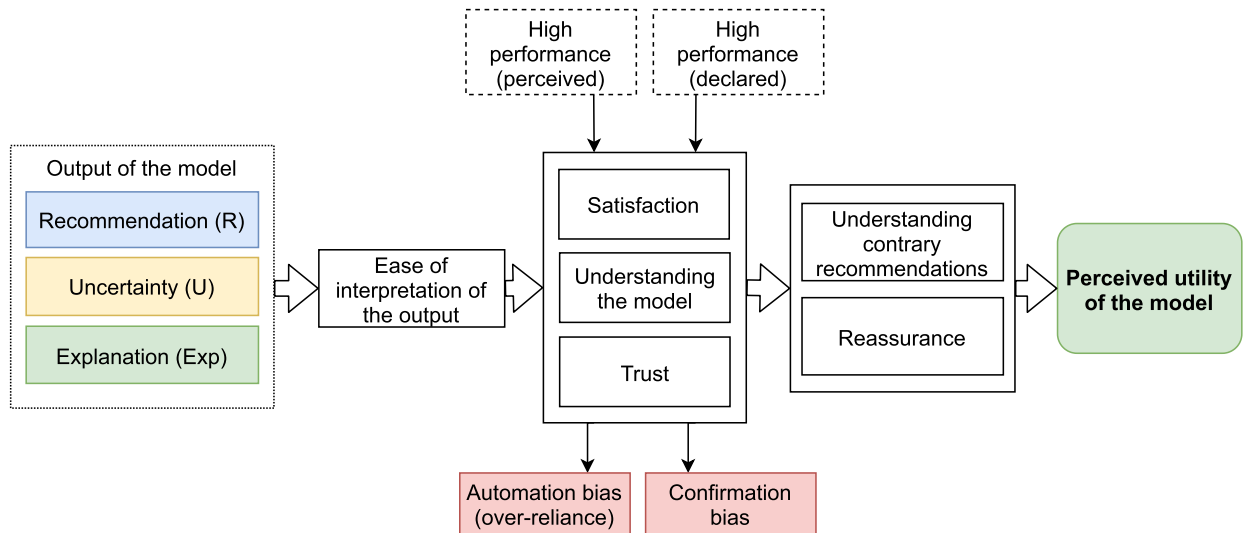 High
performance
(perceived)
High
performance
(declared)
Output of the model
Recommendation (R)
Uncertainty (U)
Explanation (Exp)
Ease of
interpretation of
the output
Satisfaction
Understanding
the model
Trust
Understanding
contrary
recommendations
Reassurance
Perceived utility
of the model
Automation bias
(over-reliance)
Confirmation
bias